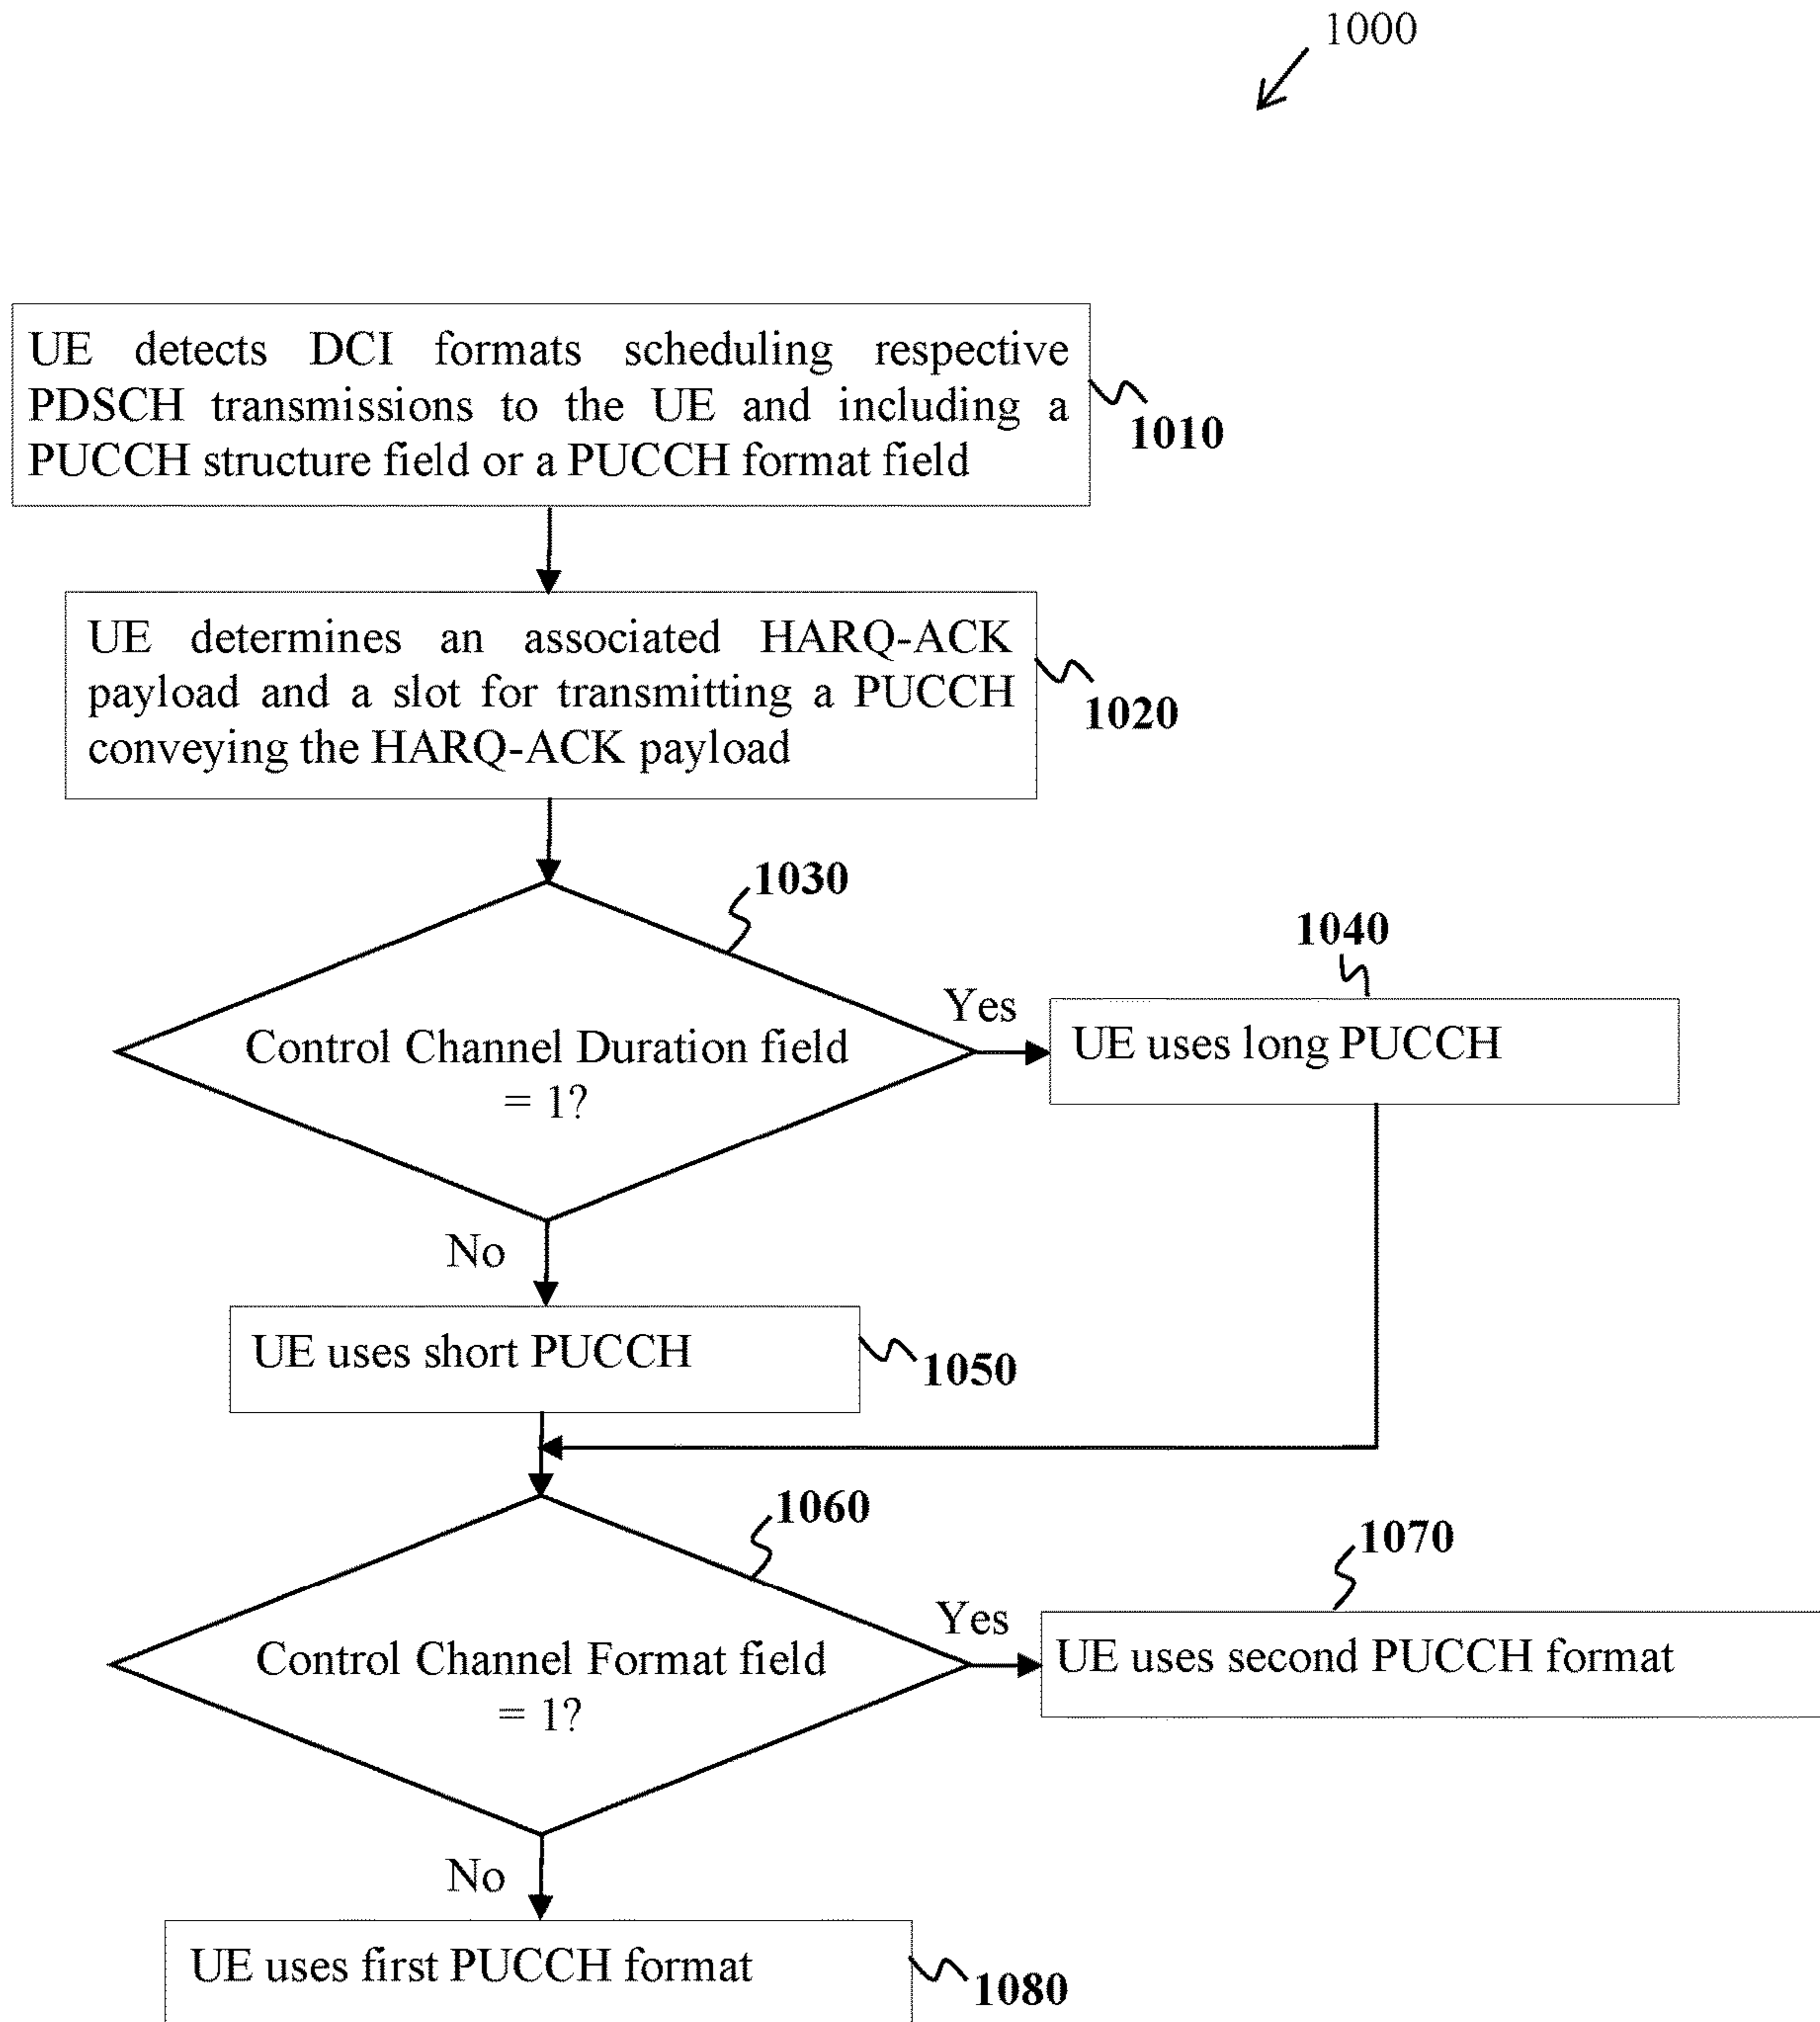 1000
UE detects DCI formats scheduling respective
PDSCH transmissions to the UE and including a
PUCCH structure field or a PUCCH format field
1010
UE determines an associated HARQ-ACK
payload and a slot for transmitting a PUCCH
conveying the HARQ-ACK payload
1020
1030
Control Channel Duration field
= 1?
Yes
1040
UE uses long PUCCH
No
UE uses short PUCCH
1050
1060
Control Channel Format field
= 1?
Yes
1070
UE uses second PUCCH format
No
UE uses first PUCCH format
1080